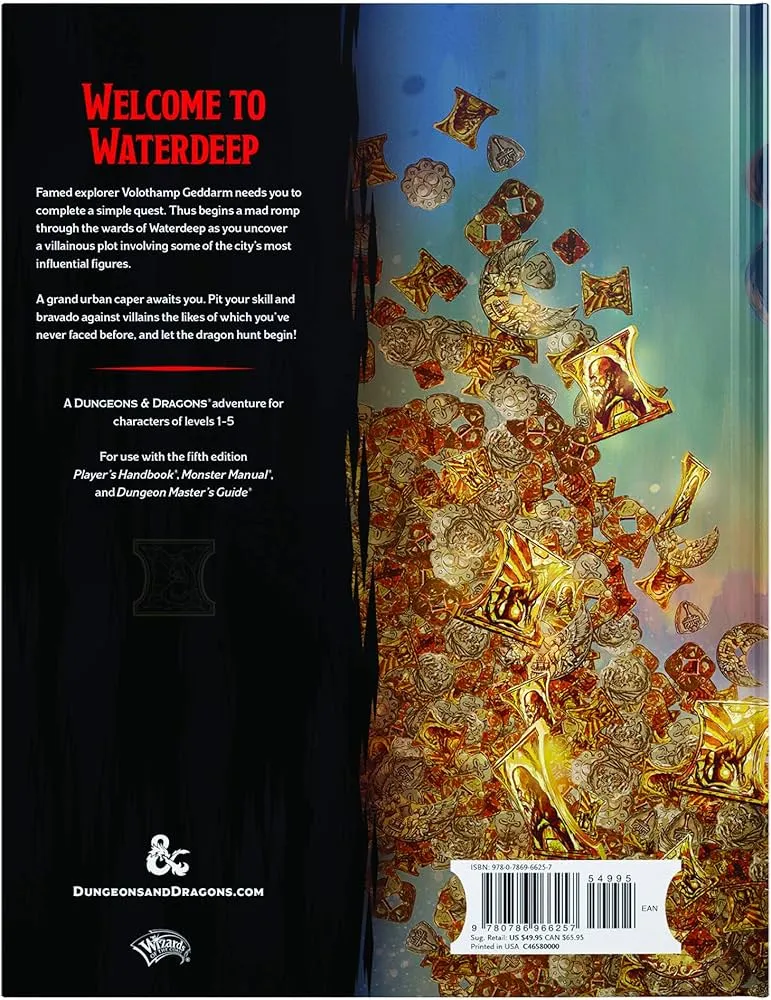 WELCOME TO
WATERDEEP
Famed explorer Volothamp Geddarm needs you to
complete a simple quest. Thus begins a mad romp
through the wards of Waterdeep as you uncover
a villainous plot involving some of the city's most
influential figures.
A grand urban caper awaits you. Pit your skill and
bravado against villains the likes of which you've
never faced before, and let the dragon hunt begin!
A DUNGEONS & DRAGONS® adventure for
characters of levels 1-5
For use with the fifth edition
Player's Handbook®, Monster Manual®,
and Dungeon Master's Guide®
DUNGEONSANDDRAGONS.COM
Wizards
OF THE COAST®
ISBN: 978-0-7869-6625-7
54995
EAN
9 780786 966257
Sug. Retail: US $49.95 CAN $65.95
Printed in USA C46580000